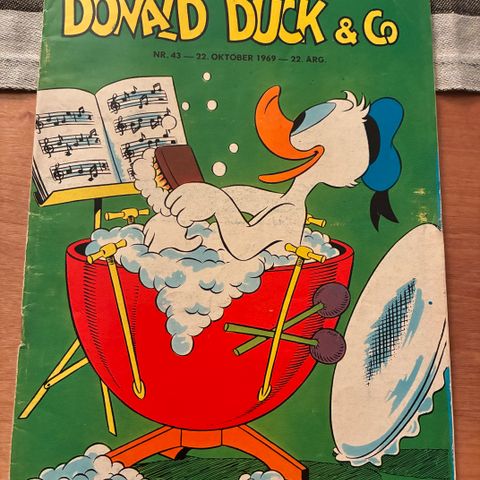 DONALD DUCK & Co
NR. 43 — 22. OKTOBER 1969 — 22. ÅRG.